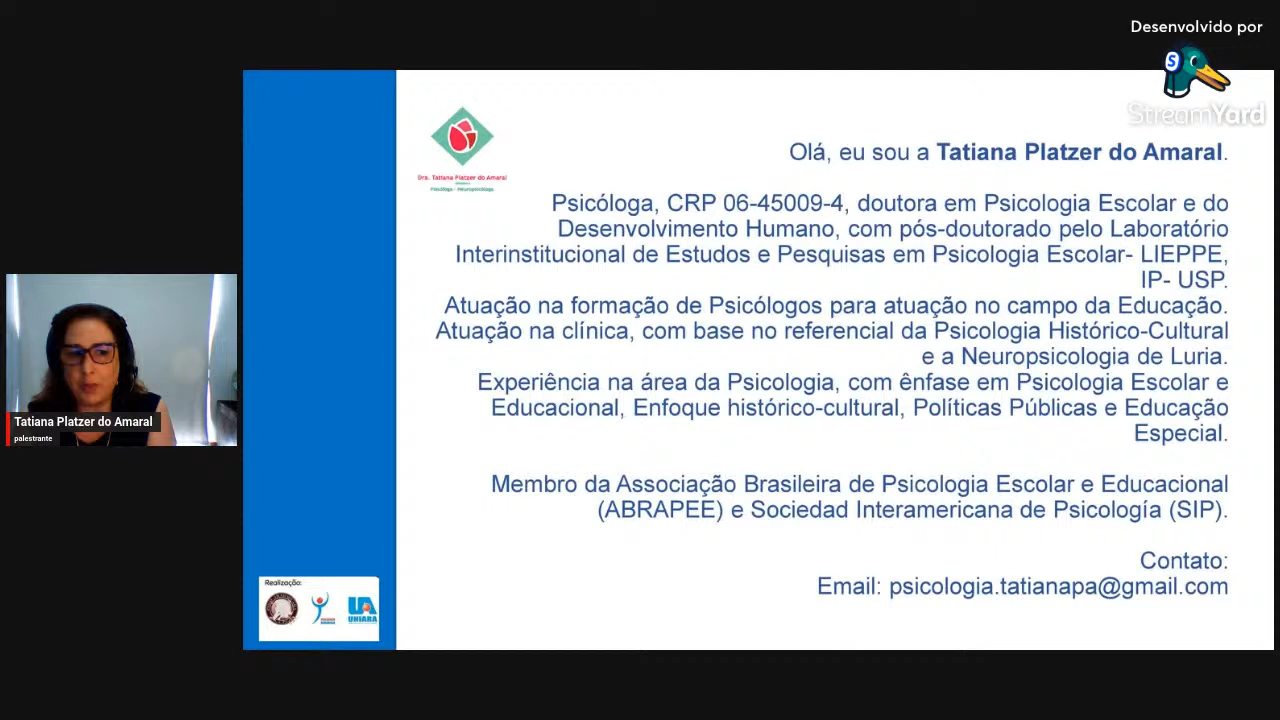 Desenvolvido por
StreamYard
Dra. Tatiana Platzer do Amaral
Psicóloga - Neuropsicóloga
Olá, eu sou a Tatiana Platzer do Amaral.
Psicóloga, CRP 06-45009-4, doutora em Psicologia Escolar e do
Desenvolvimento Humano, com pós-doutorado pelo Laboratório
Interinstitucional de Estudos e Pesquisas em Psicologia Escolar- LIEPPE,
IP- USP.
Atuação na formação de Psicólogos para atuação no campo da Educação.
Atuação na clínica, com base no referencial da Psicologia Histórico-Cultural
e a Neuropsicologia de Luria.
Experiência na área da Psicologia, com ênfase em Psicologia Escolar e
Educacional, Enfoque histórico-cultural, Políticas Públicas e Educação
Especial.
Membro da Associação Brasileira de Psicologia Escolar e Educacional
(ABRAPEE) e Sociedad Interamericana de Psicología (SIP).
Contato:
Email: psicologia.tatianapa@gmail.com
Tatiana Platzer do Amaral
palestrante
Realização:
UNIARA